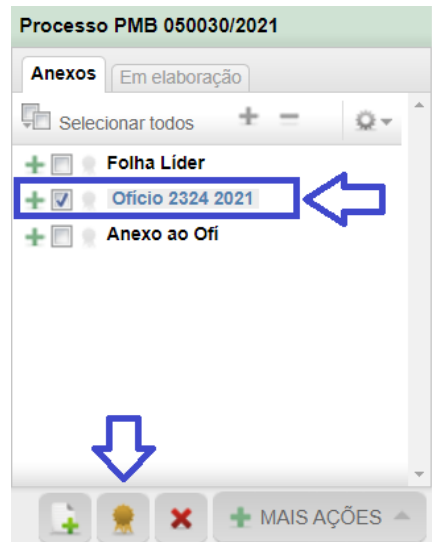 Processo PMB 050030/2021
Anexos Em elaboração
Selecionar todos
Folha Líder
Ofício 2324 2021
Anexo ao Ofí
MAIS AÇÕES